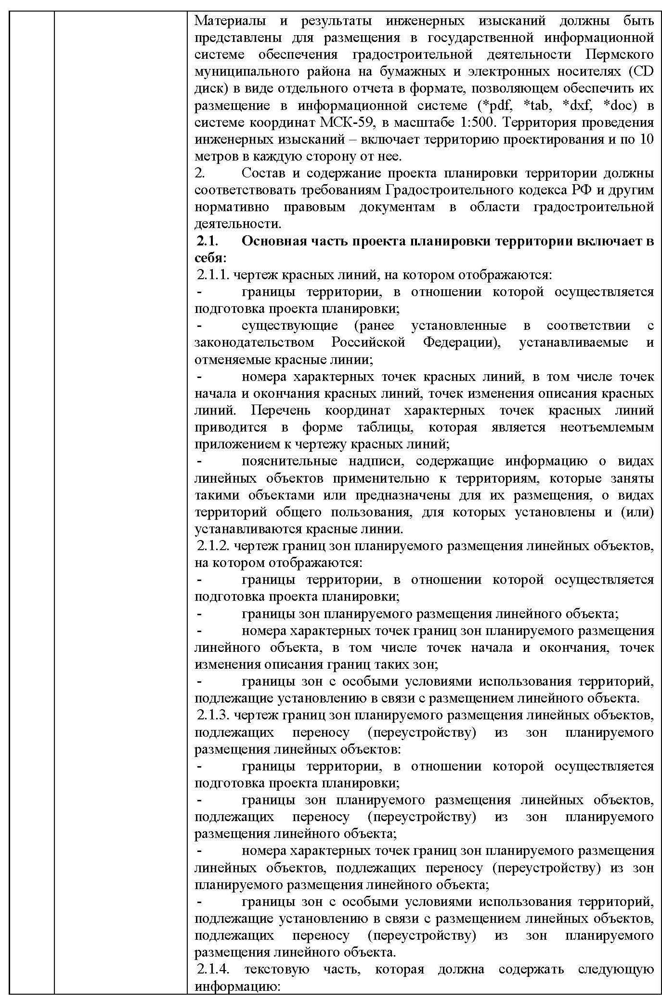 Материалы и результаты инженерных изысканий должны быть
представлены для размещения в государственной информационной
системе обеспечения градостроительной деятельности Пермского
муниципального района на бумажных и электронных носителях (CD
диск) в виде отдельного отчета в формате, позволяющем обеспечить их
размещение в информационной системе (*pdf, *tab, *dxf, *doc) в
системе координат МСК-59, в масштабе 1:500. Территория проведения
инженерных изысканий – включает территорию проектирования и по 10
метров в каждую сторону от нее.
2. Состав и содержание проекта планировки территории должны
соответствовать требованиям Градостроительного кодекса РФ и другим
нормативно правовым документам в области градостроительной
деятельности.
2.1. Основная часть проекта планировки территории включает в
себя:
2.1.1. чертеж красных линий, на котором отображаются:
- границы территории, в отношении которой осуществляется
подготовка проекта планировки;
- существующие (ранее установленные в соответствии с
законодательством Российской Федерации), устанавливаемые и
отменяемые красные линии;
- номера характерных точек красных линий, в том числе точек
начала и окончания красных линий, точек изменения описания красных
линий. Перечень координат характерных точек красных линий
приводится в форме таблицы, которая является неотъемлемым
приложением к чертежу красных линий;
- пояснительные надписи, содержащие информацию о видах
линейных объектов применительно к территориям, которые заняты
такими объектами или предназначены для их размещения, о видах
территорий общего пользования, для которых установлены и (или)
устанавливаются красные линии.
2.1.2. чертеж границ зон планируемого размещения линейных объектов,
на котором отображаются:
- границы территории, в отношении которой осуществляется
подготовка проекта планировки;
- границы зон планируемого размещения линейного объекта;
- номера характерных точек границ зон планируемого размещения
линейного объекта, в том числе точек начала и окончания, точек
изменения описания границ таких зон;
- границы зон с особыми условиями использования территорий,
подлежащие установлению в связи с размещением линейного объекта.
2.1.3. чертеж границ зон планируемого размещения линейных объектов,
подлежащих переносу (переустройству) из зон планируемого
размещения линейных объектов:
- границы территории, в отношении которой осуществляется
подготовка проекта планировки;
- границы зон планируемого размещения линейных объектов,
подлежащих переносу (переустройству) из зон планируемого
размещения линейного объекта;
- номера характерных точек границ зон планируемого размещения
линейных объектов, подлежащих переносу (переустройству) из зон
планируемого размещения линейного объекта;
- границы зон с особыми условиями использования территорий,
подлежащие установлению в связи с размещением линейных объектов,
подлежащих переносу (переустройству) из зон планируемого
размещения линейного объекта.
2.1.4. текстовую часть, которая должна содержать следующую
информацию: